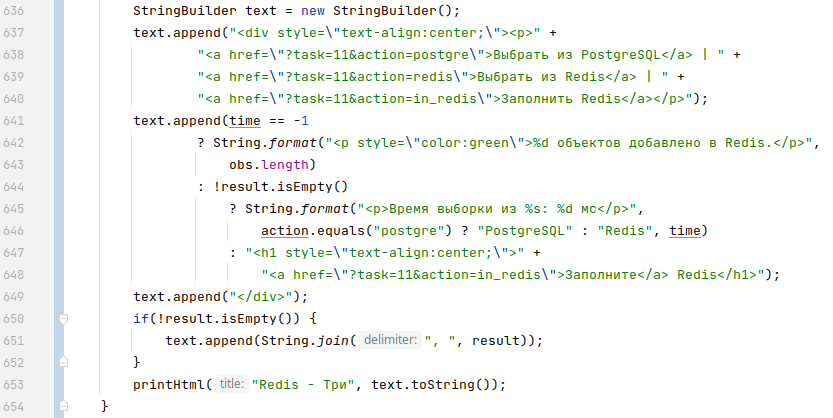 636 StringBuilder text = new StringBuilder();
637 text.append("<div style=\"text-align:center;\"><p>" +
638 "<a href=\"?task=11&action=postgre\">Выбрать из PostgreSQL</a> | " +
639 "<a href=\"?task=11&action=redis\">Выбрать из Redis</a> | " +
640 "<a href=\"?task=11&action=in_redis\">Заполнить Redis</a></p>");
641 text.append(time == -1
642 ? String.format("<p style=\"color:green\">%d объектов добавлено в Redis.</p>",
643 obs.length)
644 : !result.isEmpty()
645 ? String.format("<p>Время выборки из %s: %d мс</p>",
646 action.equals("postgre") ? "PostgreSQL" : "Redis", time)
647 : "<h1 style=\"text-align:center;\">" +
648 "<a href=\"?task=11&action=in_redis\">Заполните</a> Redis</h1>");
649 text.append("</div>");
650 if(!result.isEmpty()) {
651 text.append(String.join( delimiter: ", ", result));
652 }
653 printHtml( title: "Redis - Три", text.toString());
654 }